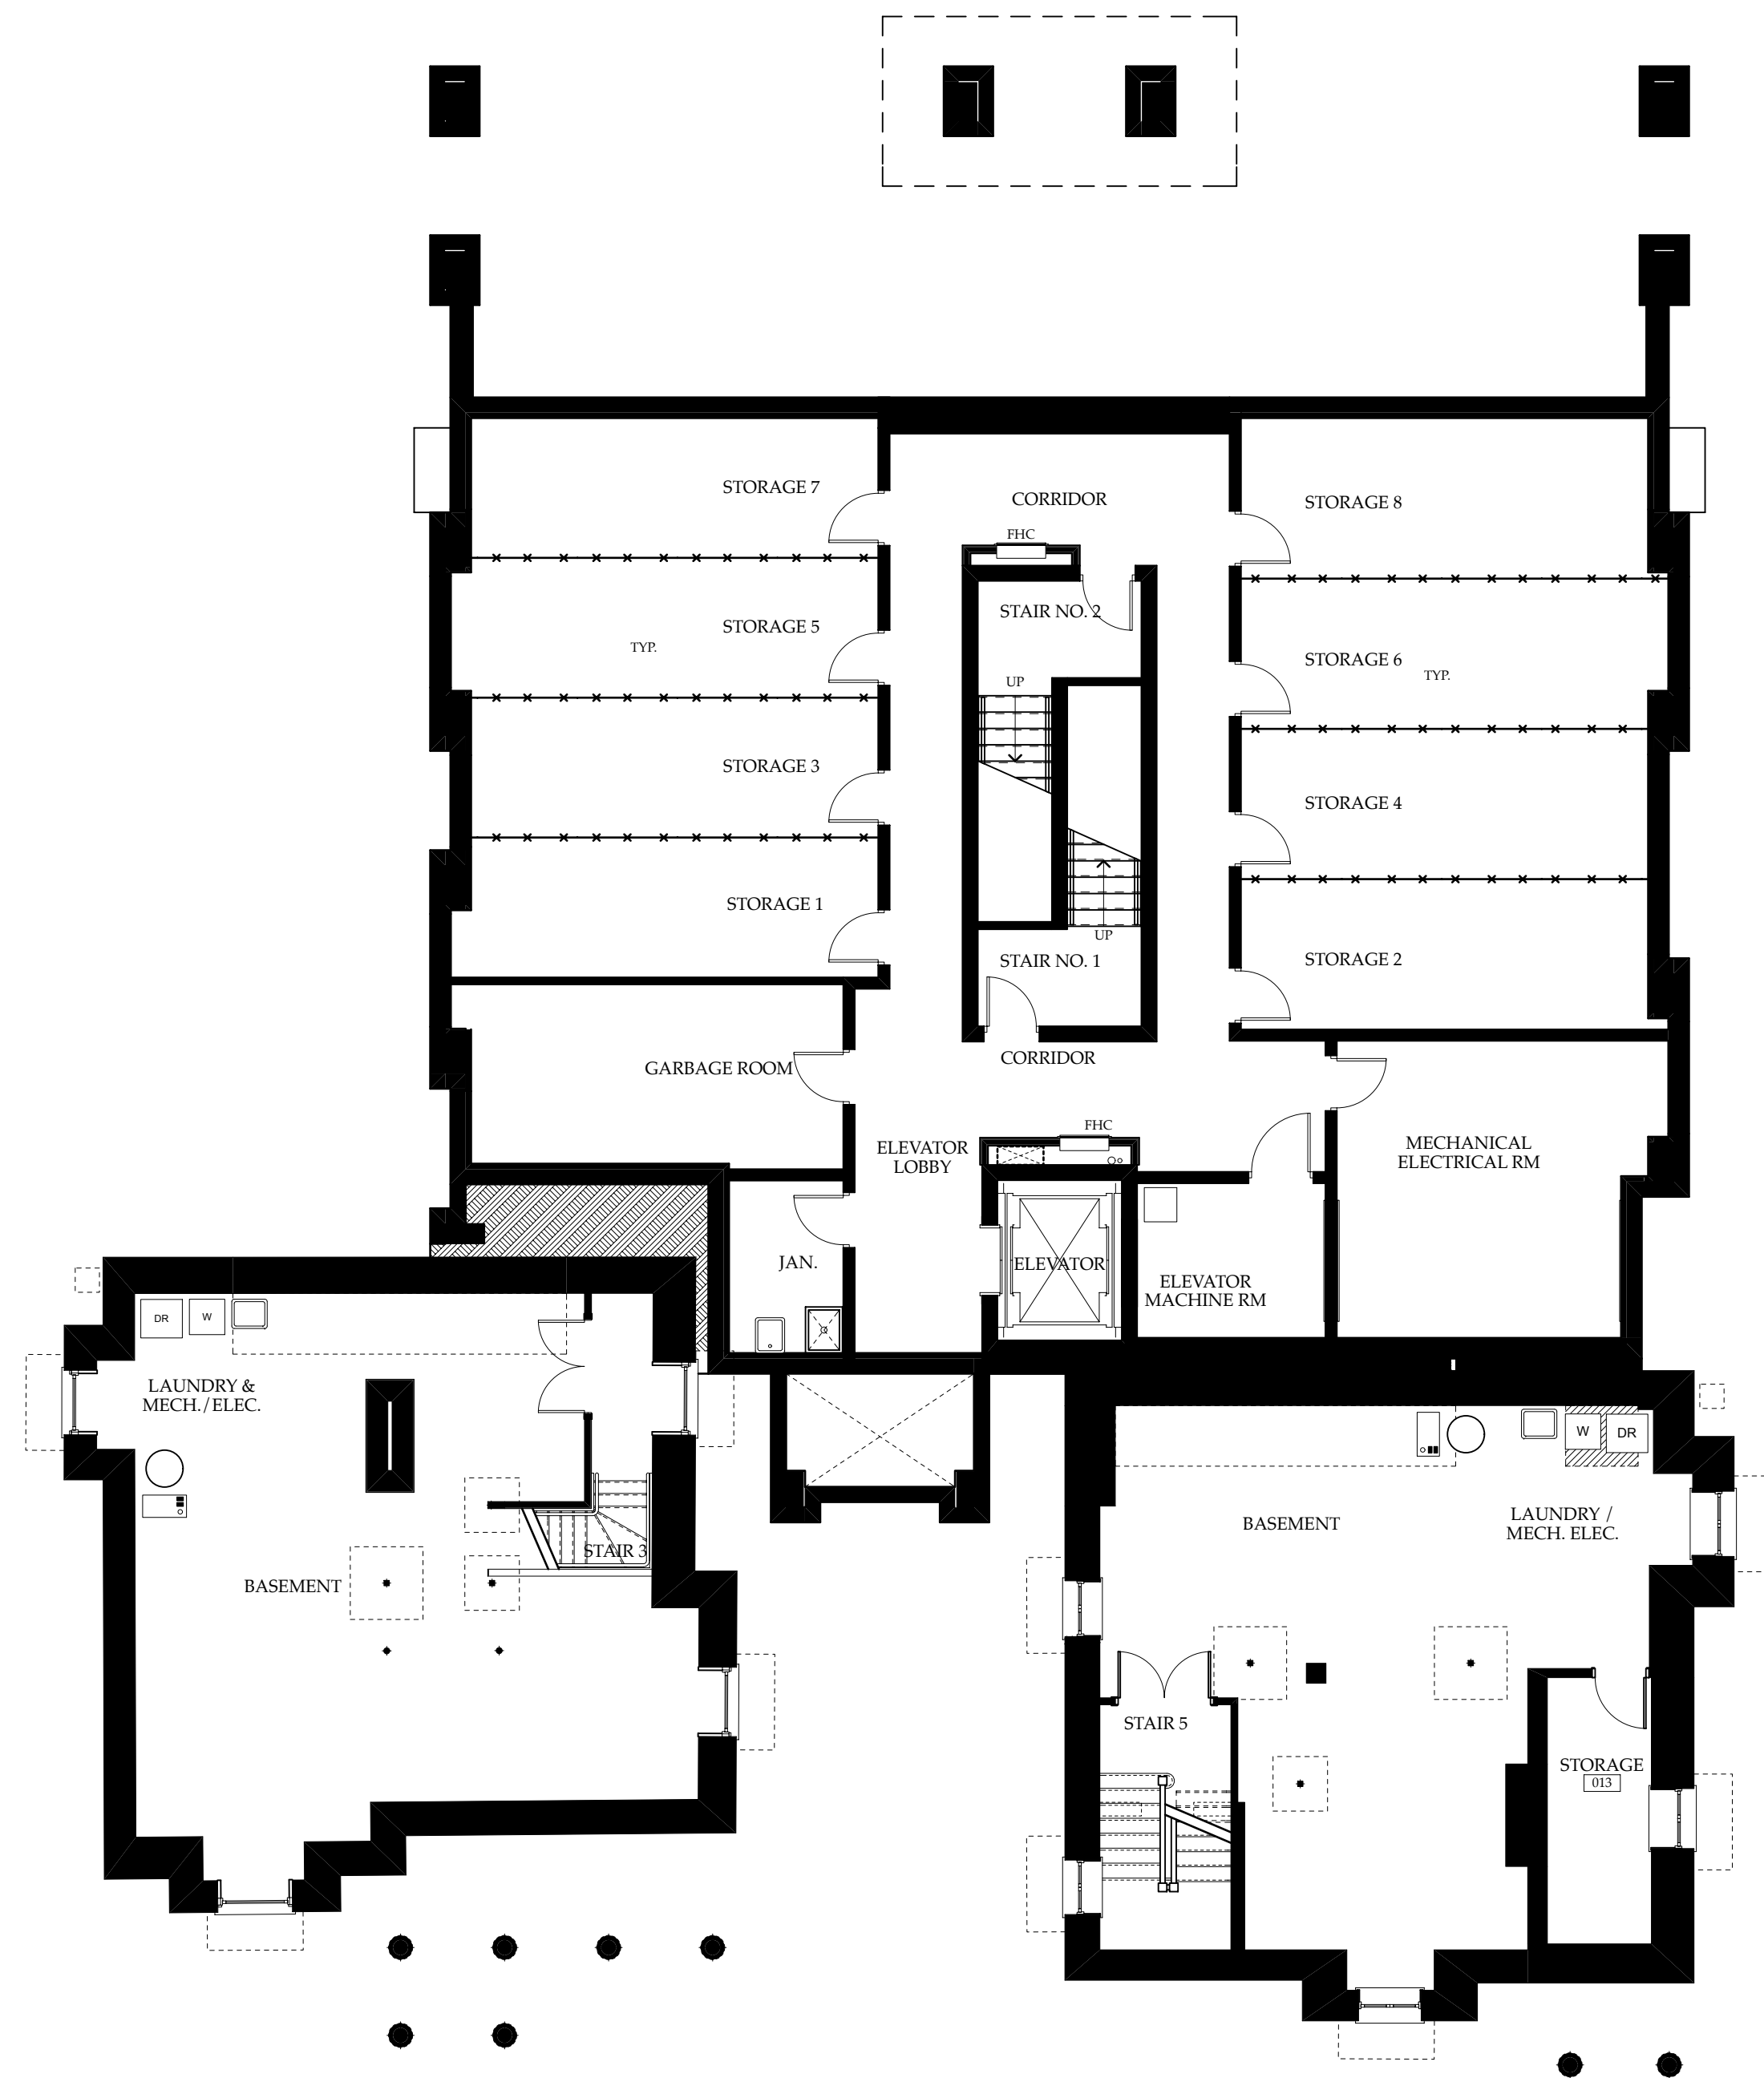 STORAGE 7
CORRIDOR
STORAGE 8
FHC
STAIR NO. 2
STORAGE 5
TYP.
STORAGE 6
TYP.
UP
STORAGE 3
STORAGE 4
STORAGE 1
UP
STAIR NO. 1
STORAGE 2
CORRIDOR
GARBAGE ROOM
FHC
ELEVATOR
LOBBY
MECHANICAL
ELECTRICAL RM
JAN.
ELEVATOR
ELEVATOR
MACHINE RM
DR
W
LAUNDRY &
MECH./ELEC.
W
DR
BASEMENT
LAUNDRY /
MECH. ELEC.
STAIR 3
BASEMENT
STAIR 5
STORAGE
013